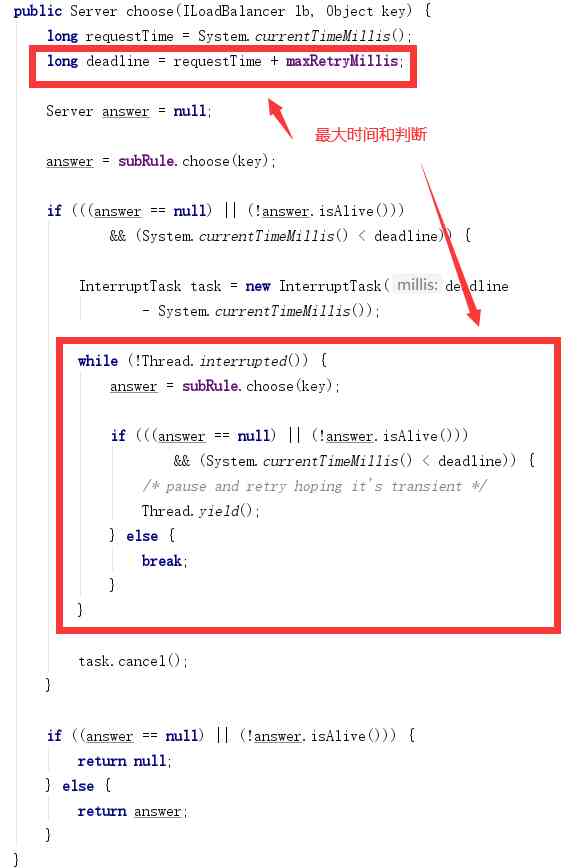 public Server choose(ILoadBalancer lb, Object key) {
long requestTime = System.currentTimeMillis();
long deadline = requestTime + maxRetryMillis;
Server answer = null;
最大时间和判断
answer = subRule.choose(key);
if (((answer == null) || (!answer.isAlive()))
&& (System.currentTimeMillis() < deadline)) {
InterruptTask task = new InterruptTask( millis: deadline
- System.currentTimeMillis());
while (!Thread.interrupted()) {
answer = subRule.choose(key);
if (((answer == null) || (!answer.isAlive()))
&& (System.currentTimeMillis() < deadline)) {
/* pause and retry hoping it's transient */
Thread.yield();
} else {
break;
}
}
task.cancel();
}
if ((answer == null) || (!answer.isAlive())) {
return null;
} else {
return answer;
}
}